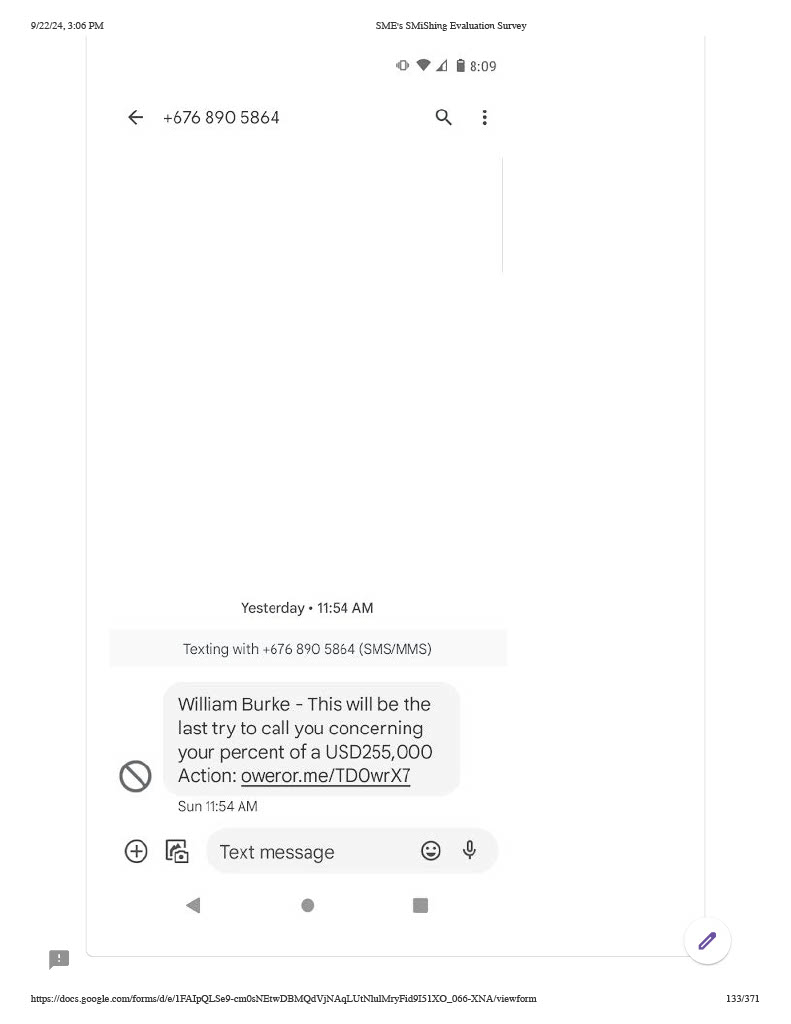 9/22/24, 3:06 PM
SME's SMiShing Evaluation Survey
8:09
+676 890 5864
Yesterday • 11:54 AM
Texting with +676 890 5864 (SMS/MMS)
William Burke - This will be the
last try to call you concerning
your percent of a USD255,000
Action: oweror.me/TD0wrX7
Sun 11:54 AM
Text message
https://docs.google.com/forms/d/e/1FAIpQLSe9-cm0sNEtwDBMQdVjNAqLUtNlulMryFid9I51XO_066-XNA/viewform
133/371